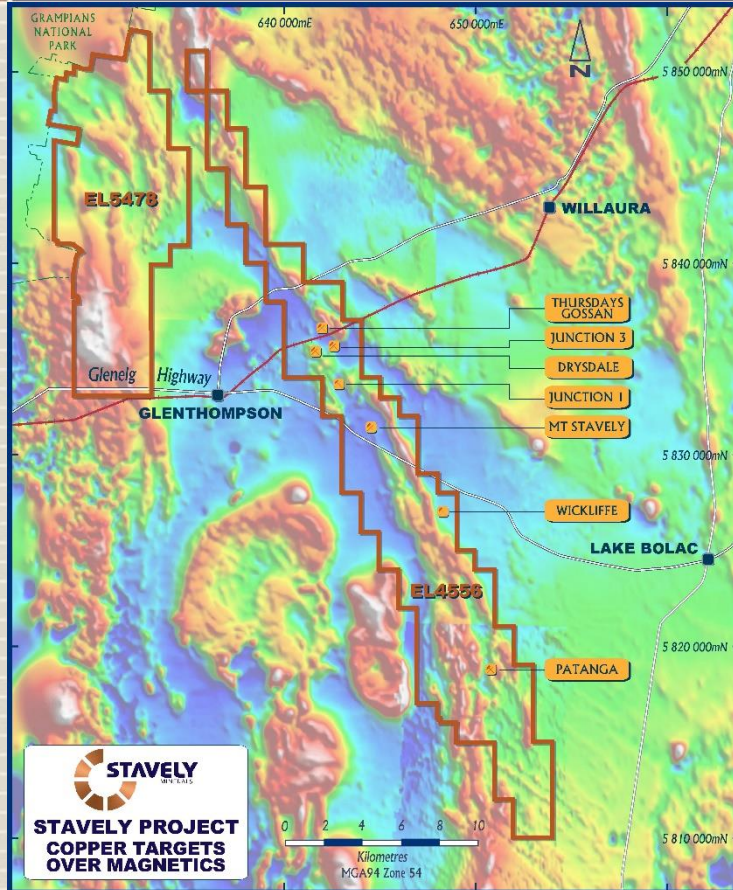 GRAMPIANS
NATIONAL
PARK
640 000mE
650 000mE
N
5 850 000mN
EL5478
WILLAURA
5 840 000mN
THURSDAYS
GOSSAN
JUNCTION 3
DRYSDALE
Glenelg Highway
JUNCTION 1
GLENTHOMPSON
MT STAVELY
5 830 000mN
WICKLIFFE
LAKE BOLAC
EL4556
5 820 000mN
PATANGA
STAVELY
MINERALS
STAVELY PROJECT
COPPER TARGETS
OVER MAGNETICS
0 2 4 6 8 10
Kilometres
MGA94 Zone 54
5 810 000mN